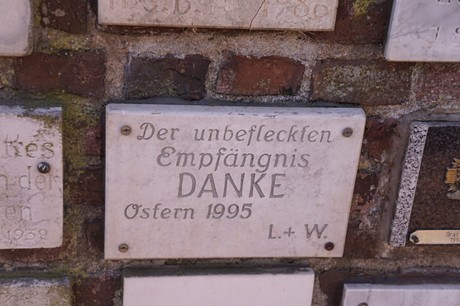 Der unbefleckten
Empfängnis
DANKE
Ostern 1995
L. + W.